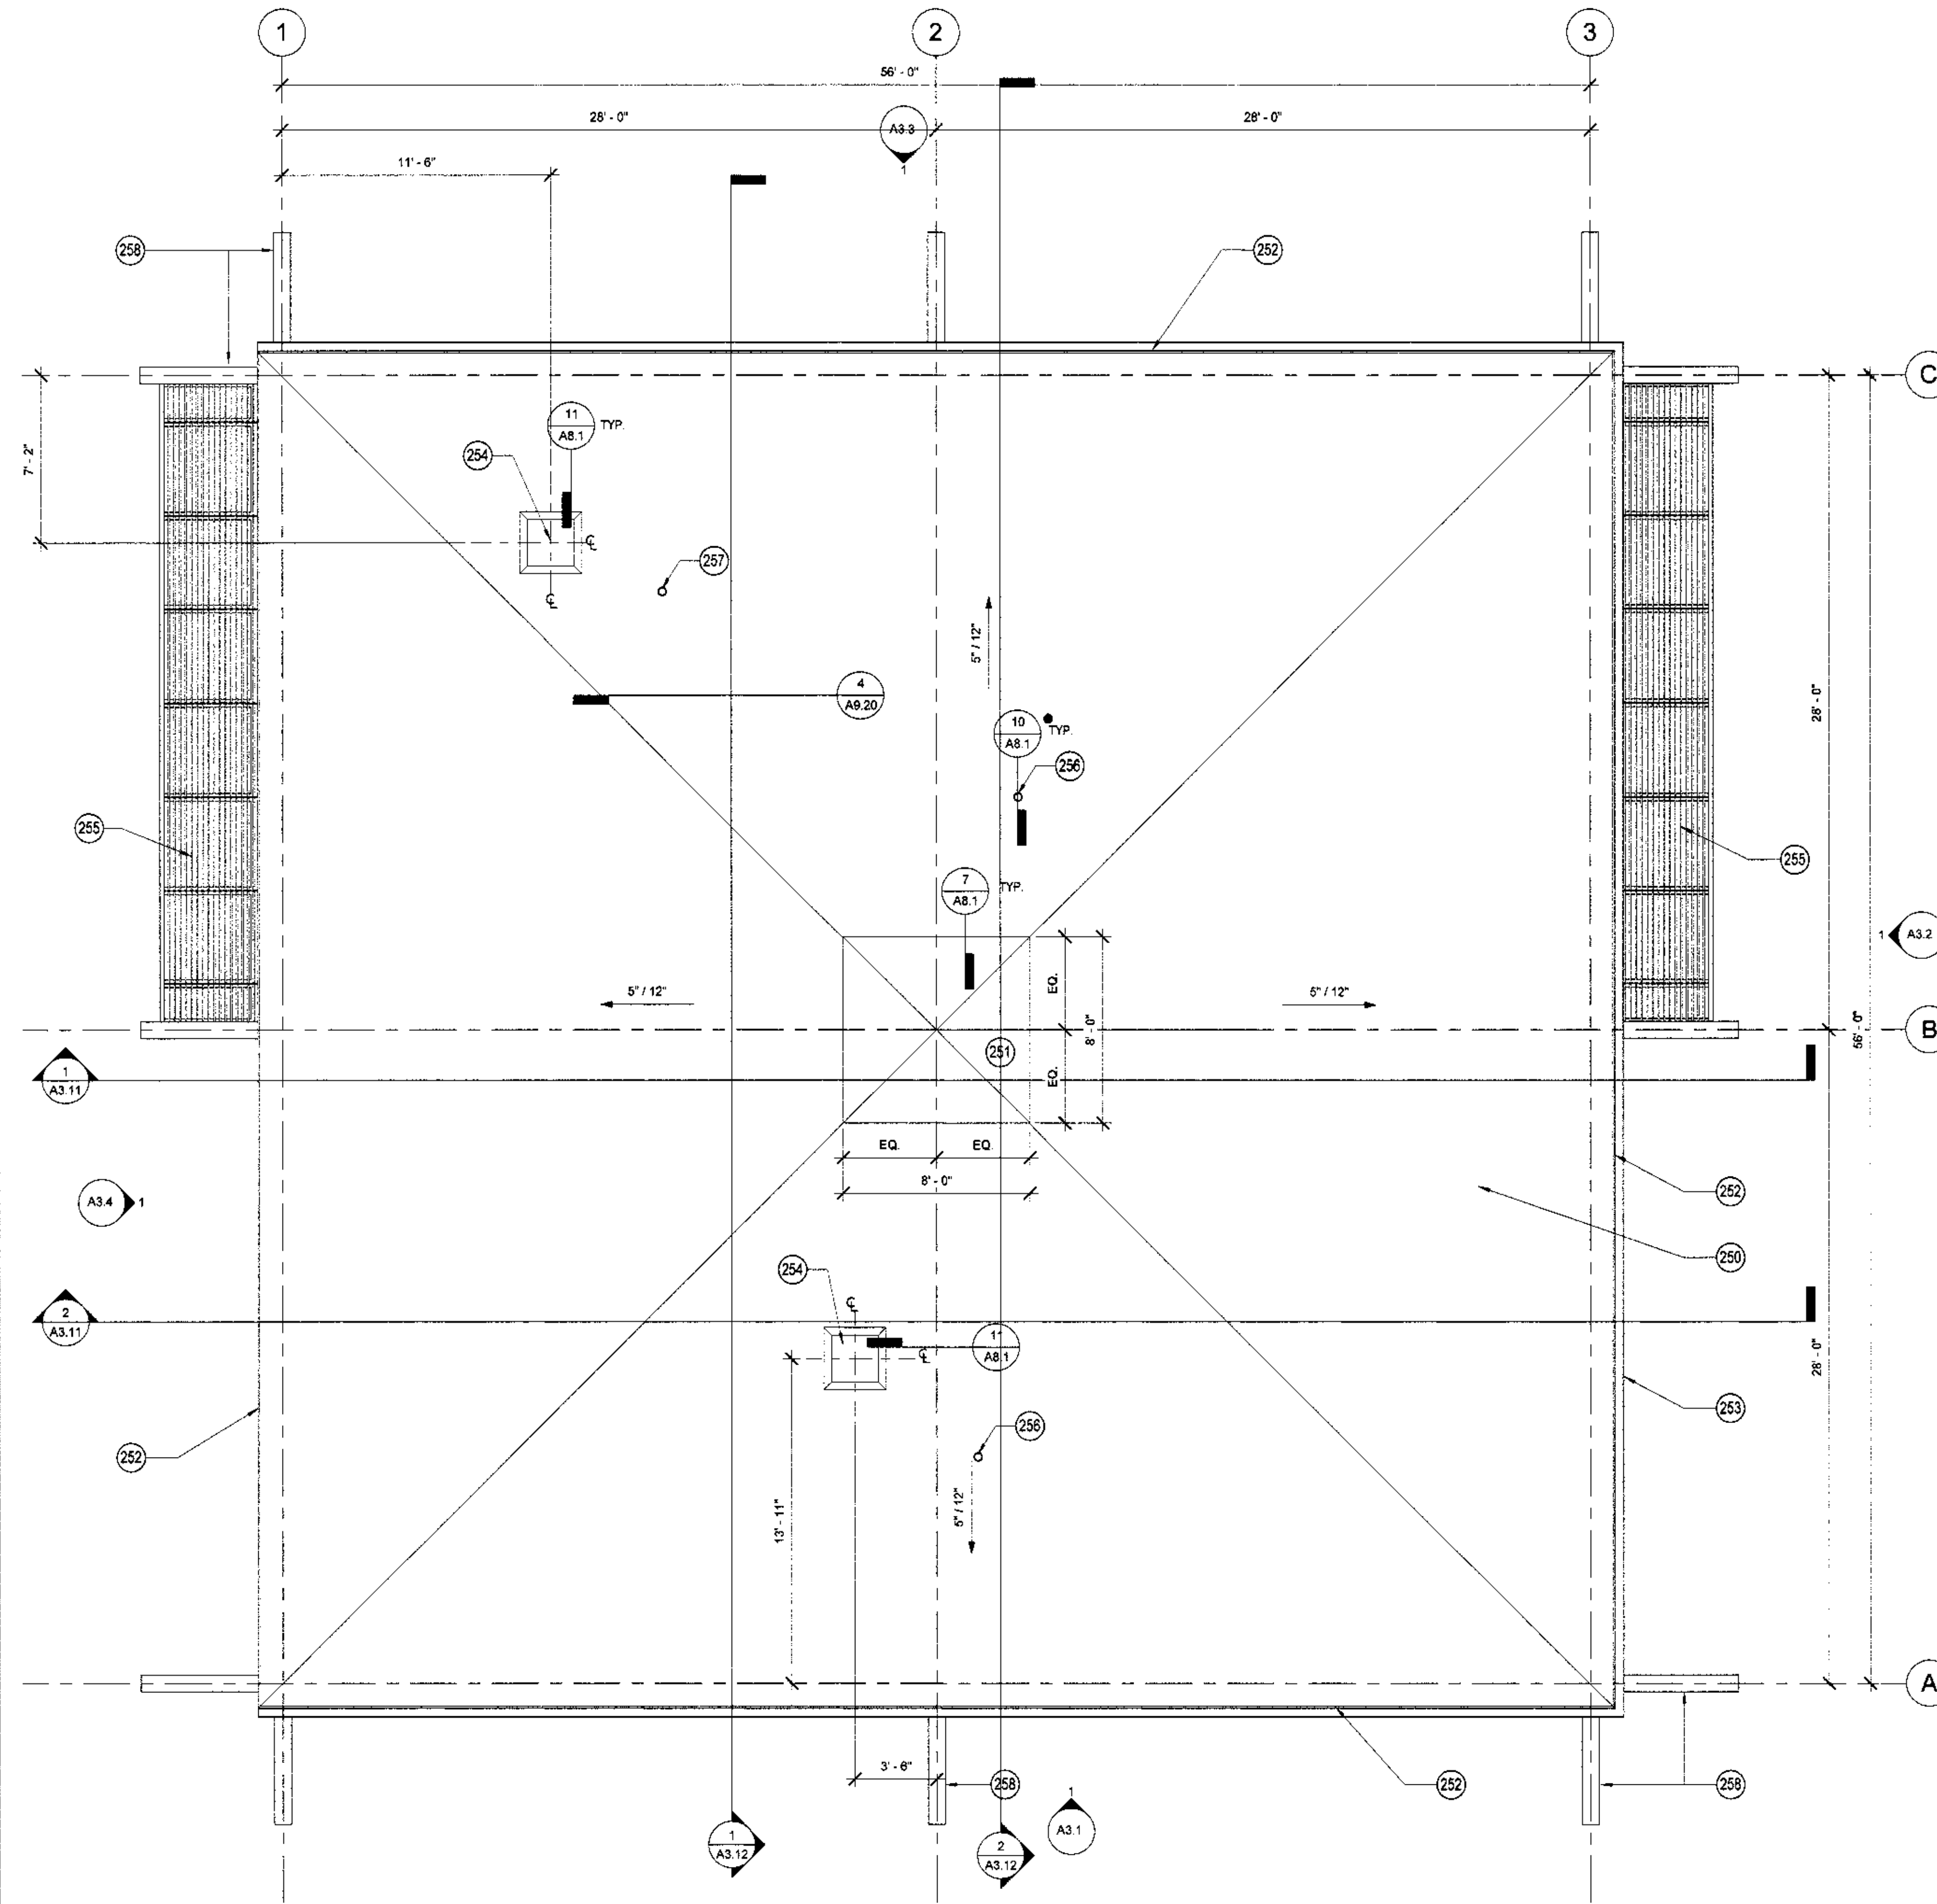 1
2
3
56' - 0"
28' - 0"
A3.3
1
28' - 0"
11' - 6"
258
252
C
7' - 2"
11
A8.1
TYP.
254
℄
℄
257
5" / 12"
4
A9.20
10
A8.1
TYP.
256
28' - 0"
255
255
7
A8.1
TYP.
1
A3.2
EQ.
8' - 0"
EQ.
5" / 12"
5" / 12"
251
B
56' - 0"
1
A3.11
EQ.
EQ.
8' - 0"
A3.4
1
252
250
254
℄
℄
2
A3.11
11
A8.1
28' - 0"
253
252
256
13' - 11"
5" / 12"
A
3' - 6"
258
252
258
1
A3.12
2
A3.12
1
A3.1